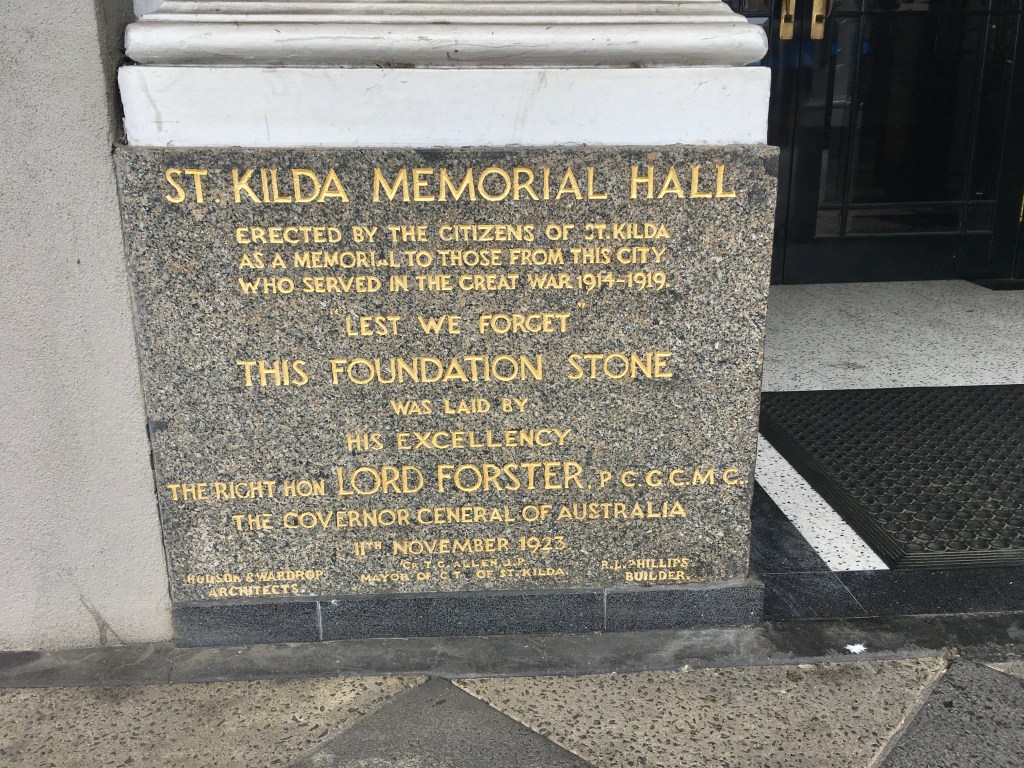 ST. KILDA MEMORIAL HALL
ERECTED BY THE CITIZENS OF ST. KILDA
AS A MEMORIAL TO THOSE FROM THIS CITY
WHO SERVED IN THE GREAT WAR 1914-1919.
"LEST WE FORGET"
THIS FOUNDATION STONE
WAS LAID BY
HIS EXCELLENCY
THE RIGHT HON LORD FORSTER, P.C. G.C.M.G.
THE GOVERNOR GENERAL OF AUSTRALIA
11TH NOVEMBER 1923
CR. T. G. ALLEN J.P.
MAYOR OF CITY OF ST. KILDA.
HUDSON & WARDROP.
ARCHITECTS.
R.L. PHILLIPS
BUILDER.